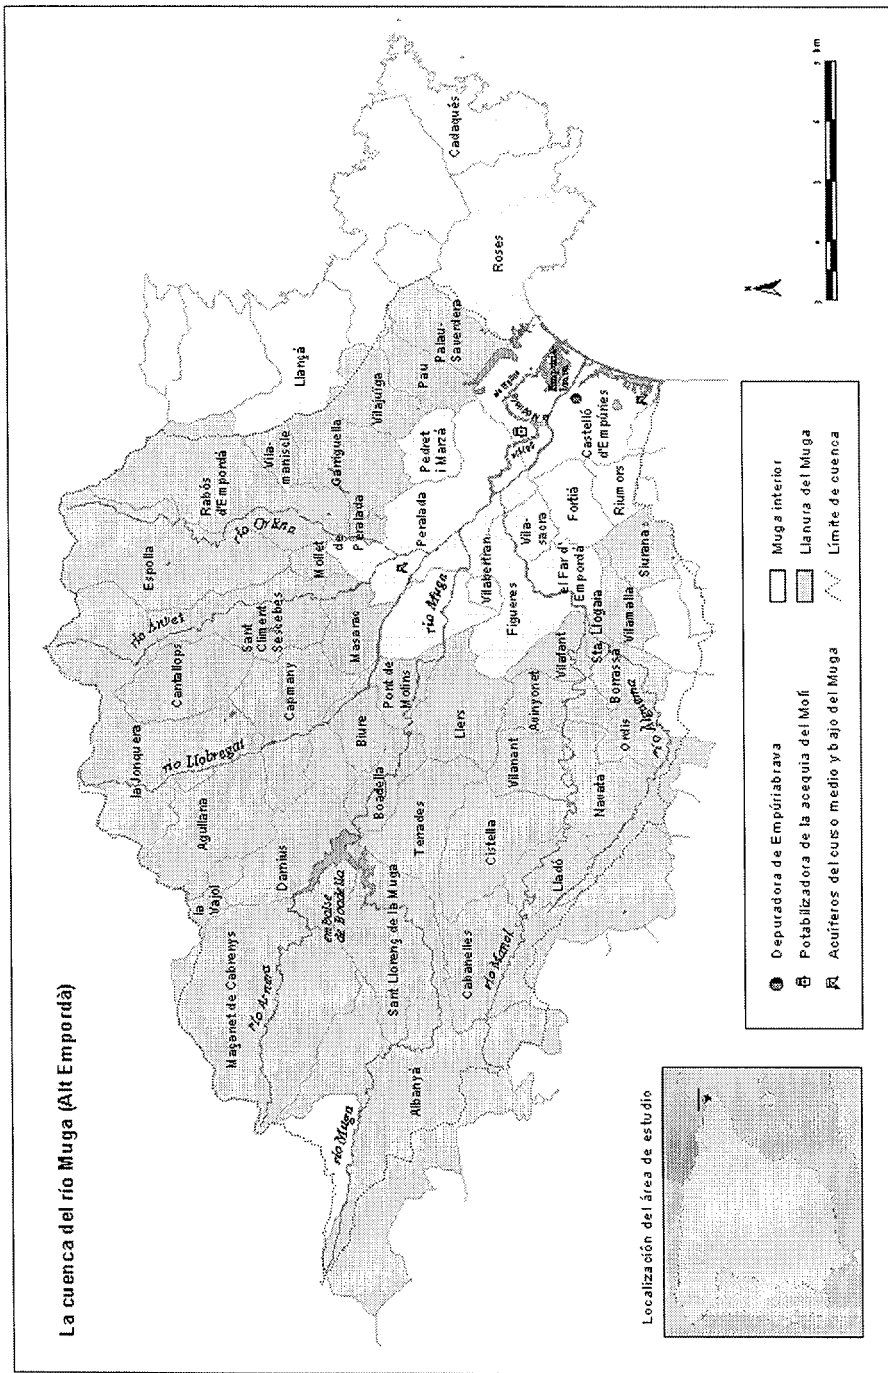 La cuenca del río Muga (Alt Empordà)
Maçanet de Cabrenys
la
Vajol
Agullana
la Jonquera
Cantallops
Espolla
Rabós
d'Empordà
Llançà
Cadaqués
río Llobregat
río Anvet
río Orlina
Vila-
maniscle
Sant
Climent
Sescebes
Mollet
de
Peralada
Capmany
Masarac
Garriguella
Vilajuïga
Pau
Palau-
Saverdera
Roses
Darnius
río Arnera
embalse
de Boadella
Biure
Boadella
Pont de
Molins
río Muga
Peralada
Pedret
i Marzá
río Muga
Albanyà
Sant Llorenç de la Muga
Terrades
Llers
Cabanelles
Cistella
Vilanant
Avinyonet
Figueres
Vilabertran
Vila-
sacra
río Manol
Lladó
Navata
Ordis
Borrassà
Vilafant
Sta. Llogaia
el Far d'
Empordà
Fortià
Castelló
d'Empúries
Riumors
Vilamalla
Siurana
río Alguema
Localización del área de estudio
Depuradora de Empúriabrava
Potabilizadora de la acequia del Molí
Acuíferos del curso medio y bajo del Muga
Muga interior
Llanura del Muga
Límite de cuenca
N
km